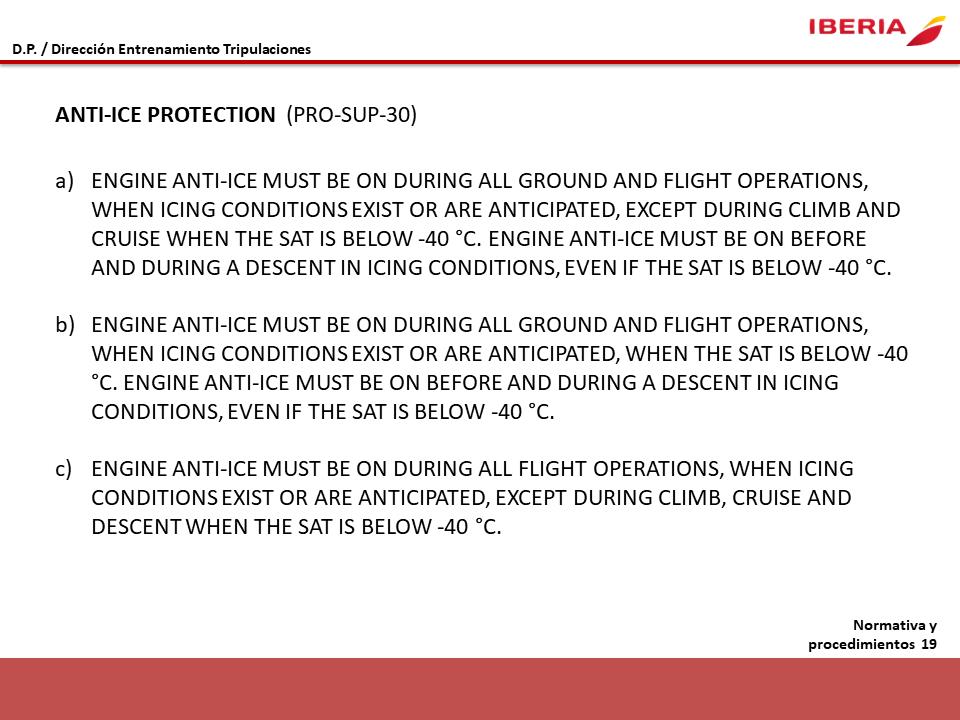 IBERIA
D.P. / Dirección Entrenamiento Tripulaciones
ANTI-ICE PROTECTION (PRO-SUP-30)
a) ENGINE ANTI-ICE MUST BE ON DURING ALL GROUND AND FLIGHT OPERATIONS,
WHEN ICING CONDITIONS EXIST OR ARE ANTICIPATED, EXCEPT DURING CLIMB AND
CRUISE WHEN THE SAT IS BELOW -40 °C. ENGINE ANTI-ICE MUST BE ON BEFORE
AND DURING A DESCENT IN ICING CONDITIONS, EVEN IF THE SAT IS BELOW -40 °C.
b) ENGINE ANTI-ICE MUST BE ON DURING ALL GROUND AND FLIGHT OPERATIONS,
WHEN ICING CONDITIONS EXIST OR ARE ANTICIPATED, WHEN THE SAT IS BELOW -40
°C. ENGINE ANTI-ICE MUST BE ON BEFORE AND DURING A DESCENT IN ICING
CONDITIONS, EVEN IF THE SAT IS BELOW -40 °C.
c) ENGINE ANTI-ICE MUST BE ON DURING ALL FLIGHT OPERATIONS, WHEN ICING
CONDITIONS EXIST OR ARE ANTICIPATED, EXCEPT DURING CLIMB, CRUISE AND
DESCENT WHEN THE SAT IS BELOW -40 °C.
Normativa y
procedimientos 19